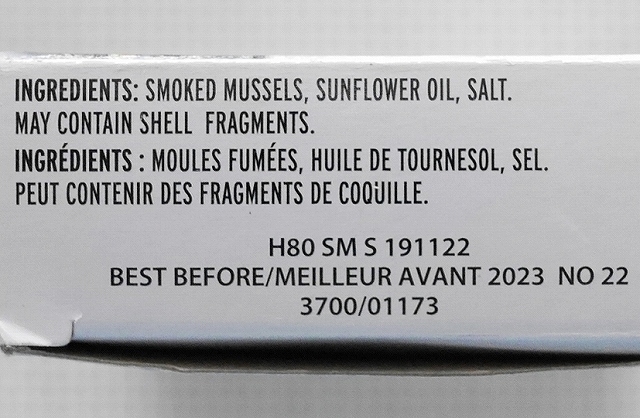 INGREDIENTS: SMOKED MUSSELS, SUNFLOWER OIL, SALT.
MAY CONTAIN SHELL FRAGMENTS.
INGRÉDIENTS : MOULES FUMÉES, HUILE DE TOURNESOL, SEL.
PEUT CONTENIR DES FRAGMENTS DE COQUILLE.
H80 SM S 191122
BEST BEFORE/MEILLEUR AVANT 2023 NO 22
3700/01173